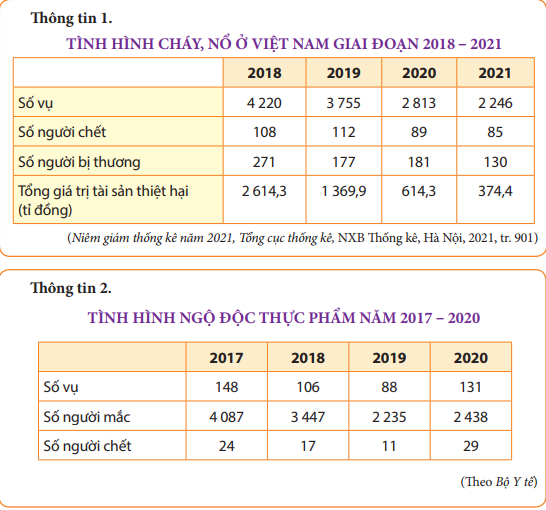 Thông tin 1.
TÌNH HÌNH CHÁY, NỔ Ở VIỆT NAM GIAI ĐOẠN 2018 – 2021
2018 2019 2020 2021
Số vụ 4 220 3 755 2 813 2 246
Số người chết 108 112 89 85
Số người bị thương 271 177 181 130
Tổng giá trị tài sản thiệt hại 2 614,3 1 369,9 614,3 374,4
(tỉ đồng)
(Niêm giám thống kê năm 2021, Tổng cục thống kê, NXB Thống kê, Hà Nội, 2021, tr. 901)
Thông tin 2.
TÌNH HÌNH NGỘ ĐỘC THỰC PHẨM NĂM 2017 – 2020
2017 2018 2019 2020
Số vụ 148 106 88 131
Số người mắc 4 087 3 447 2 235 2 438
Số người chết 24 17 11 29
(Theo Bộ Y tế)